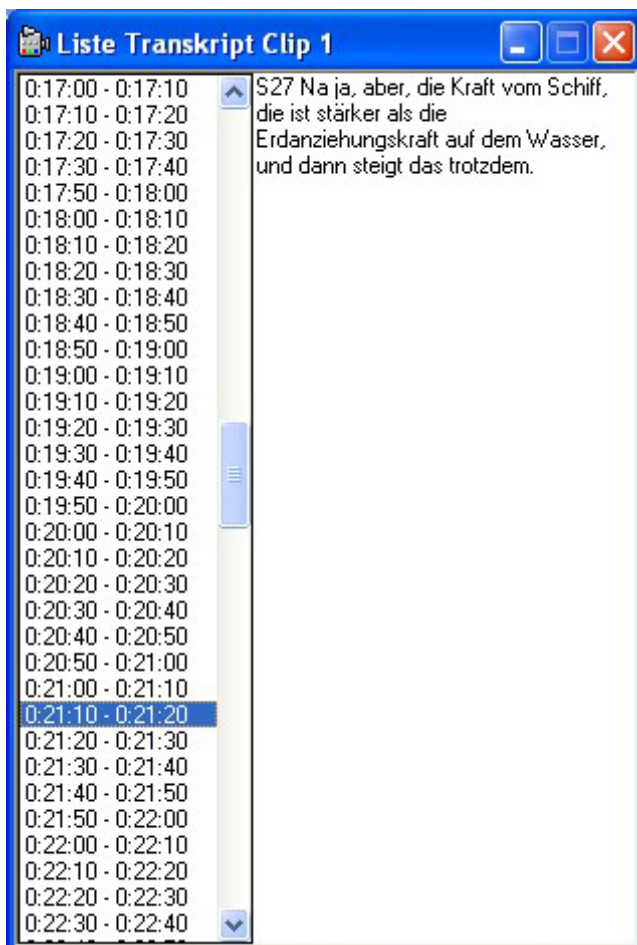 Liste Transkript Clip 1
0:17:00 - 0:17:10
0:17:10 - 0:17:20
0:17:20 - 0:17:30
0:17:30 - 0:17:40
0:17:50 - 0:18:00
0:18:00 - 0:18:10
0:18:10 - 0:18:20
0:18:20 - 0:18:30
0:18:30 - 0:18:40
0:18:40 - 0:18:50
0:18:50 - 0:19:00
0:19:00 - 0:19:10
0:19:10 - 0:19:20
0:19:20 - 0:19:30
0:19:30 - 0:19:40
0:19:40 - 0:19:50
0:19:50 - 0:20:00
0:20:00 - 0:20:10
0:20:10 - 0:20:20
0:20:20 - 0:20:30
0:20:30 - 0:20:40
0:20:40 - 0:20:50
0:20:50 - 0:21:00
0:21:00 - 0:21:10
0:21:10 - 0:21:20
0:21:20 - 0:21:30
0:21:30 - 0:21:40
0:21:40 - 0:21:50
0:21:50 - 0:22:00
0:22:00 - 0:22:10
0:22:10 - 0:22:20
0:22:20 - 0:22:30
0:22:30 - 0:22:40
S27 Na ja, aber, die Kraft vom Schiff,
die ist stärker als die
Erdanziehungskraft auf dem Wasser,
und dann steigt das trotzdem.